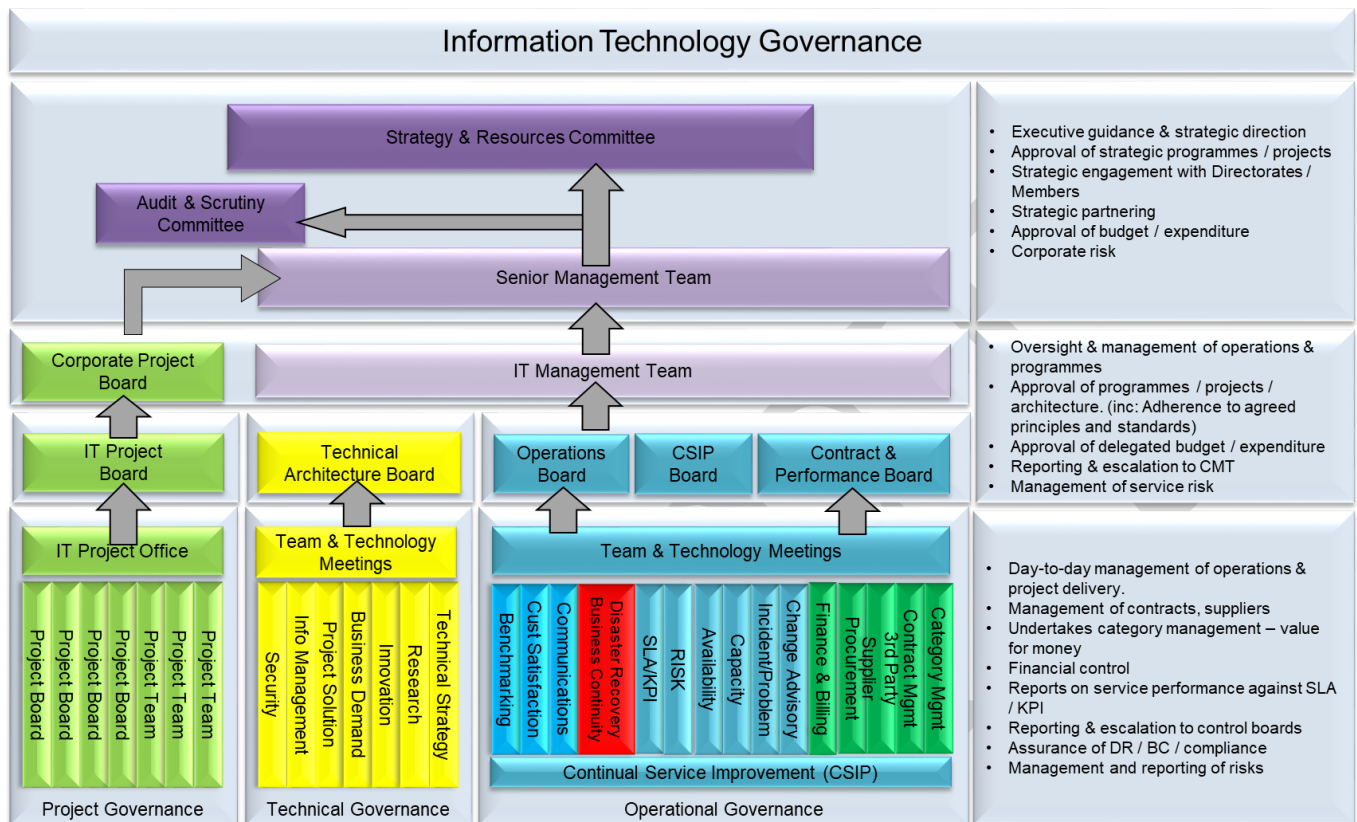 Information Technology Governance
Strategy & Resources Committee
Audit & Scrutiny
Committee
Senior Management Team
• Executive guidance & strategic direction
• Approval of strategic programmes / projects
• Strategic engagement with Directorates /
Members
• Strategic partnering
• Approval of budget / expenditure
• Corporate risk
Corporate Project
Board
IT Management Team
IT Project
Board
Technical
Architecture Board
Operations
Board
CSIP
Board
Contract &
Performance Board
• Oversight & management of operations &
programmes
• Approval of programmes / projects /
architecture. (inc: Adherence to agreed
principles and standards)
• Approval of delegated budget / expenditure
• Reporting & escalation to CMT
• Management of service risk
IT Project Office
Team & Technology
Meetings
Team & Technology Meetings
Project Board
Project Board
Project Board
Project Board
Project Team
Project Team
Project Team
Security
Info Management
Project Solution
Business Demand
Innovation
Research
Technical Strategy
Benchmarking
Cust Satisfaction
Communications
Disaster Recovery
Business Continuity
SLA/KPI
RISK
Availability
Capacity
Incident/Problem
Change Advisory
Finance & Billing
Procurement
Supplier
3rd Party
Contract Mgmt
Category Mgmt
Continual Service Improvement (CSIP)
Project Governance
Technical Governance
Operational Governance
• Day-to-day management of operations &
project delivery.
• Management of contracts, suppliers
• Undertakes category management – value
for money
• Financial control
• Reports on service performance against SLA
/ KPI
• Reporting & escalation to control boards
• Assurance of DR / BC / compliance
• Management and reporting of risks